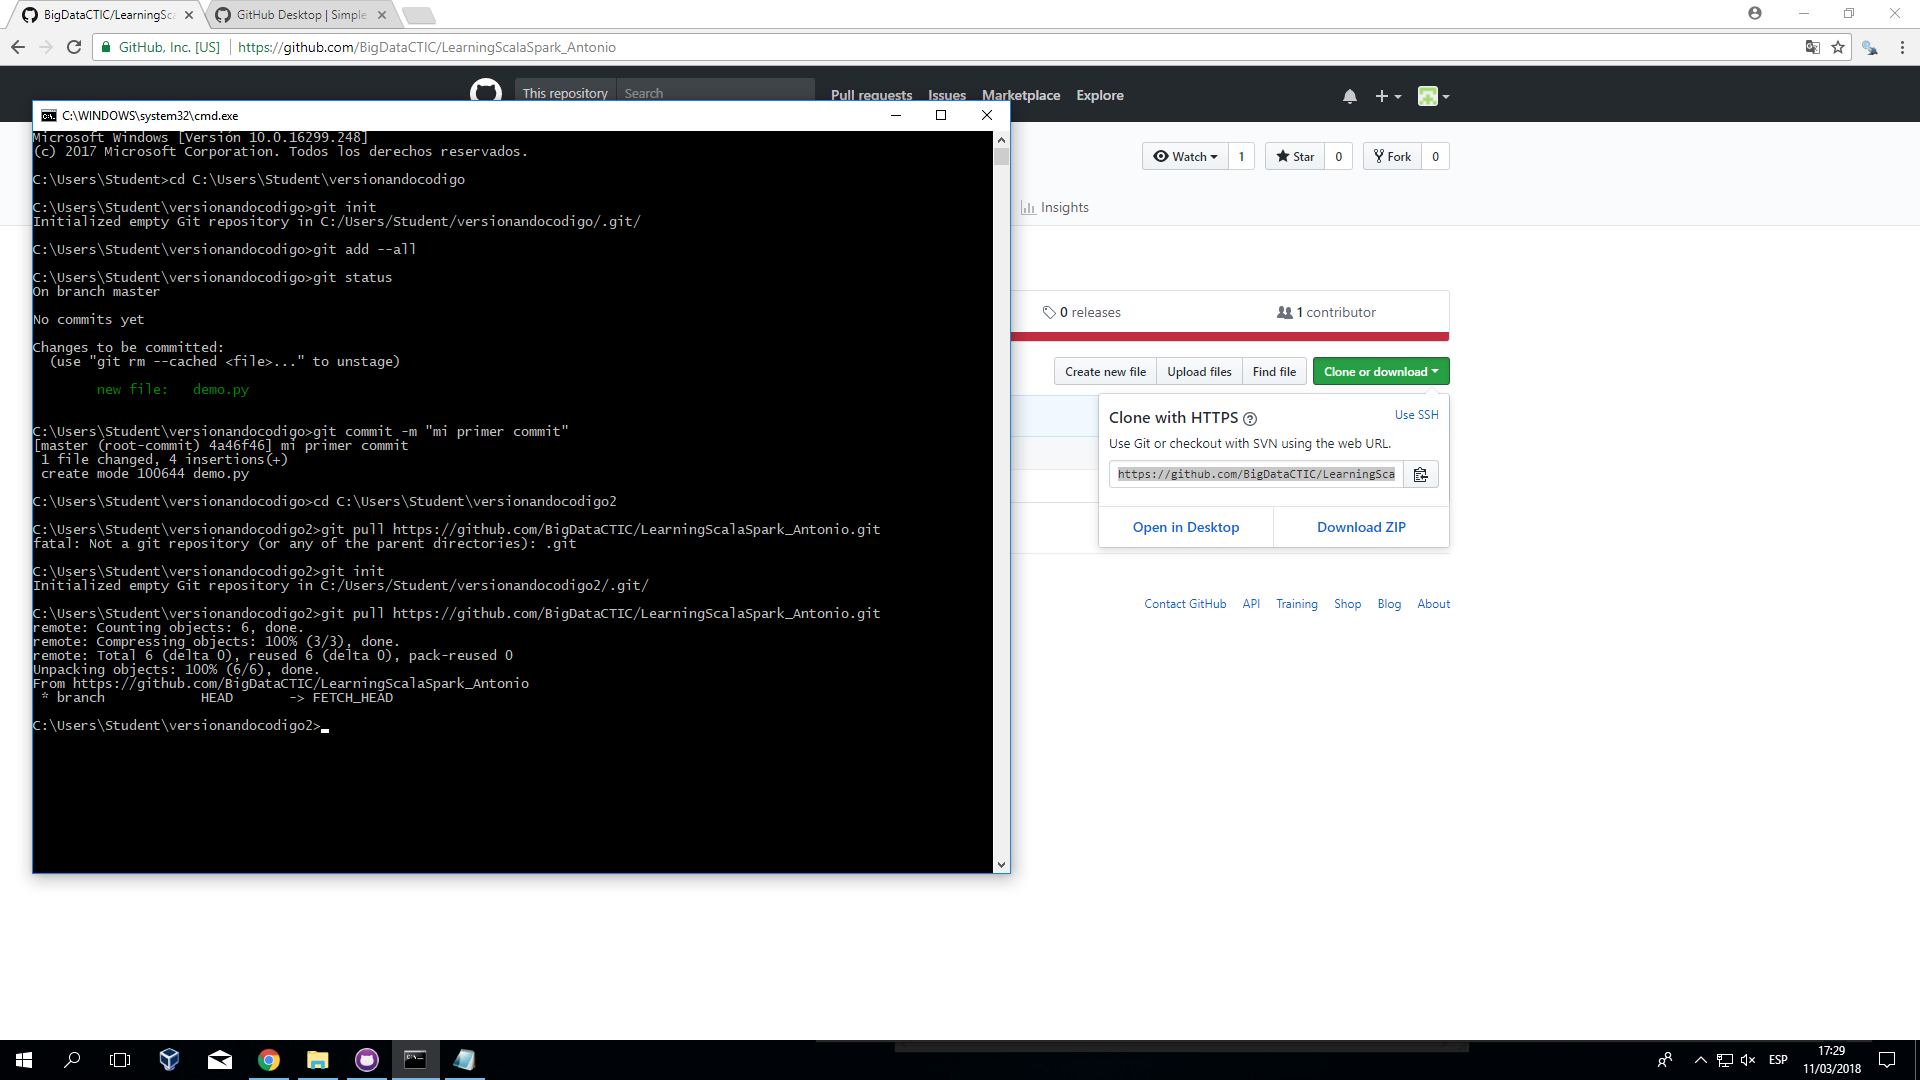 BigDataCTIC/LearningSca
GitHub Desktop | Simple
GitHub, Inc. [US]
https://github.com/BigDataCTIC/LearningScalaSpark_Antonio
This repository
Search
Pull requests
Issues
Marketplace
Explore
C:\WINDOWS\system32\cmd.exe
Microsoft Windows [Versión 10.0.16299.248]
(c) 2017 Microsoft Corporation. Todos los derechos reservados.
C:\Users\Student>cd C:\Users\Student\versionandocodigo
C:\Users\Student\versionandocodigo>git init
Initialized empty Git repository in C:/Users/Student/versionandocodigo/.git/
C:\Users\Student\versionandocodigo>git add --all
C:\Users\Student\versionandocodigo>git status
On branch master
No commits yet
Changes to be committed:
(use "git rm --cached <file>..." to unstage)
new file:   demo.py
C:\Users\Student\versionandocodigo>git commit -m "mi primer commit"
[master (root-commit) 4a46f46] mi primer commit
1 file changed, 4 insertions(+)
create mode 100644 demo.py
C:\Users\Student\versionandocodigo>cd C:\Users\Student\versionandocodigo2
C:\Users\Student\versionandocodigo2>git pull https://github.com/BigDataCTIC/LearningScalaSpark_Antonio.git
fatal: Not a git repository (or any of the parent directories): .git
C:\Users\Student\versionandocodigo2>git init
Initialized empty Git repository in C:/Users/Student/versionandocodigo2/.git/
C:\Users\Student\versionandocodigo2>git pull https://github.com/BigDataCTIC/LearningScalaSpark_Antonio.git
remote: Counting objects: 6, done.
remote: Compressing objects: 100% (3/3), done.
remote: Total 6 (delta 0), reused 6 (delta 0), pack-reused 0
Unpacking objects: 100% (6/6), done.
From https://github.com/BigDataCTIC/LearningScalaSpark_Antonio
* branch            HEAD       -> FETCH_HEAD
C:\Users\Student\versionandocodigo2>
Watch
1
Star
0
Fork
0
Insights
0 releases
1 contributor
Create new file
Upload files
Find file
Clone or download
Clone with HTTPS
Use SSH
Use Git or checkout with SVN using the web URL.
https://github.com/BigDataCTIC/LearningSca
Open in Desktop
Download ZIP
Contact GitHub
API
Training
Shop
Blog
About
ESP
17:29
11/03/2018